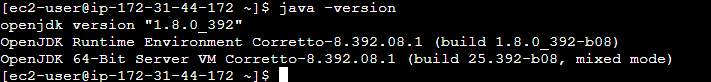 [ec2-user@ip-172-31-44-172 ~]$ java -version
openjdk version "1.8.0_392"
OpenJDK Runtime Environment Corretto-8.392.08.1 (build 1.8.0_392-b08)
OpenJDK 64-Bit Server VM Corretto-8.392.08.1 (build 25.392-b08, mixed mode)
[ec2-user@ip-172-31-44-172 ~]$